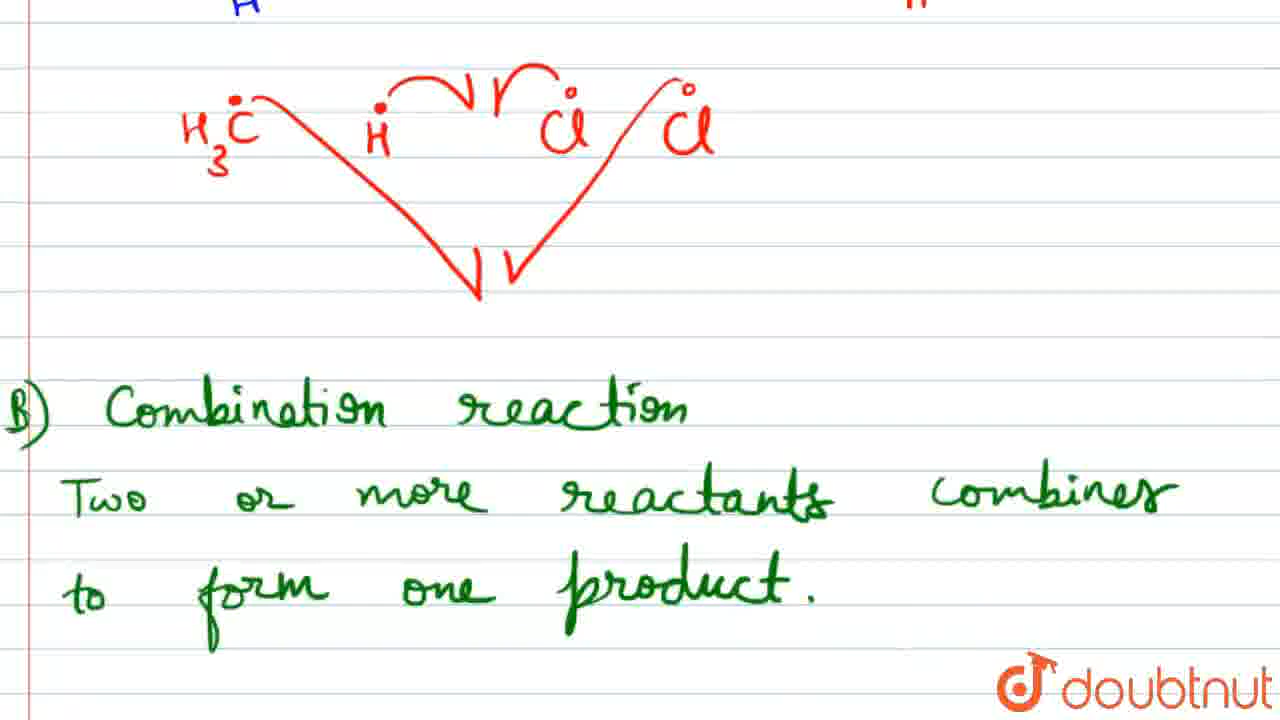 H₃C H Cl Cl
B) Combination reaction
Two or more reactants combines
to form one product.
doubtnut